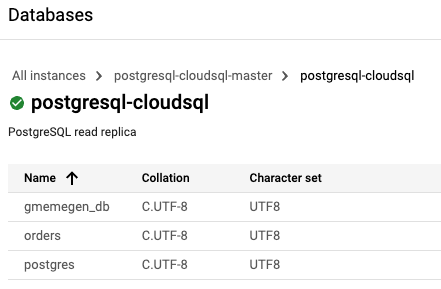 Databases
All instances > postgresql-cloudsql-master > postgresql-cloudsql
postgresql-cloudsql
PostgreSQL read replica
Name ↑ Collation Character set
gmemegen_db C.UTF-8 UTF8
orders C.UTF-8 UTF8
postgres C.UTF-8 UTF8